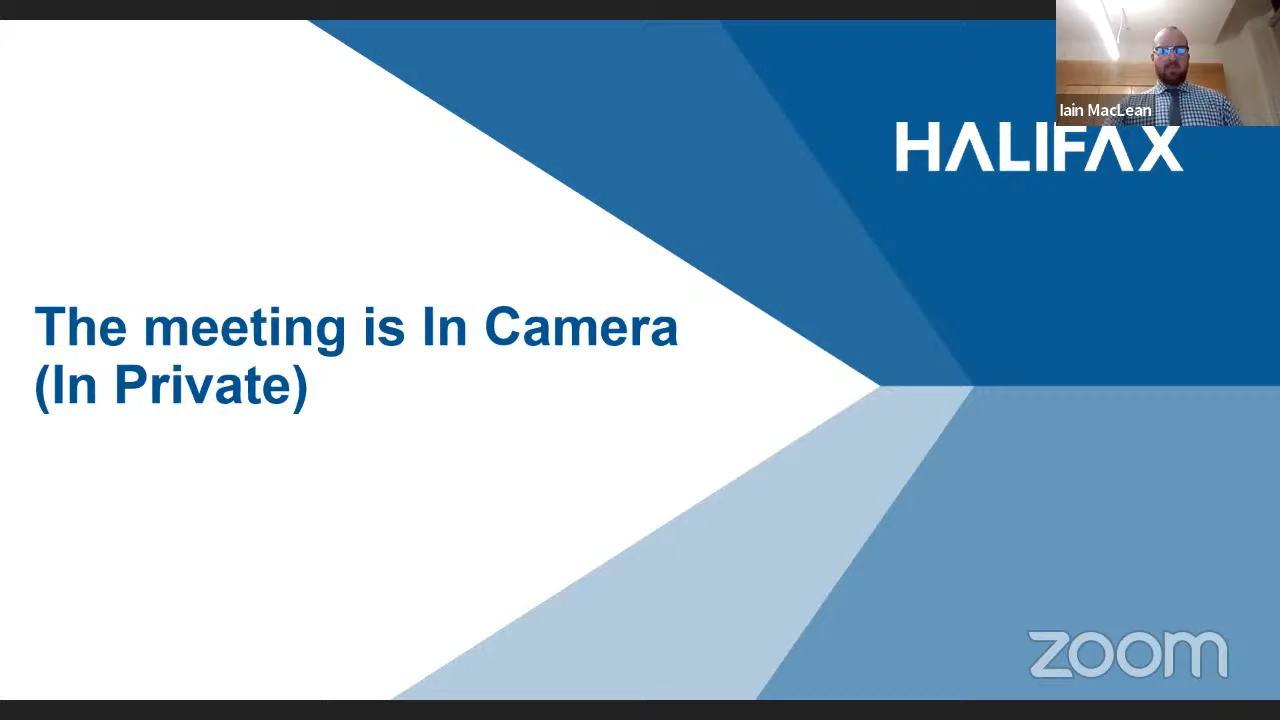 Iain MacLean
HALIFAX
The meeting is In Camera
(In Private)
zoom